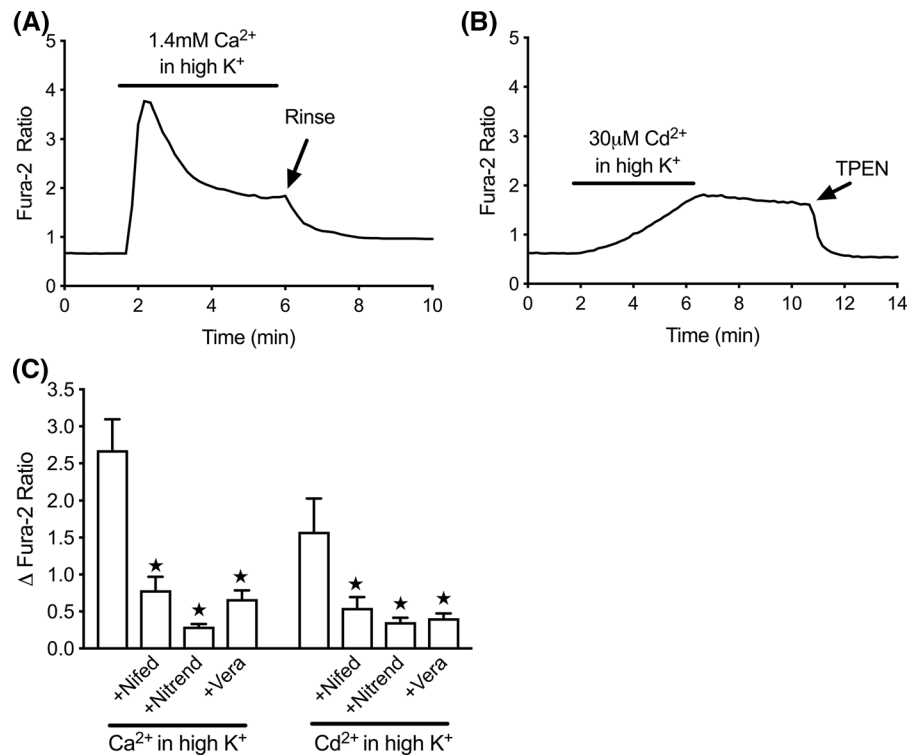 (A)
1.4mM Ca²⁺
in high K⁺
Rinse
Fura-2 Ratio
5
4
3
2
1
0
0 2 4 6 8 10
Time (min)
(B)
30μM Cd²⁺
in high K⁺
TPEN
Fura-2 Ratio
5
4
3
2
1
0
0 2 4 6 8 10 12 14
Time (min)
(C)
Δ Fura-2 Ratio
3.5
3.0
2.5
2.0
1.5
1.0
0.5
0.0
+Nifed
+Nitrend
+Vera
+Nifed
+Nitrend
+Vera
Ca²⁺ in high K⁺
Cd²⁺ in high K⁺